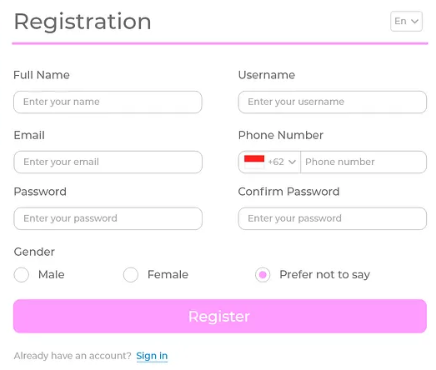 Registration
En
Full Name
Username
Enter your name
Enter your username
Email
Phone Number
Enter your email
+62
Phone number
Password
Confirm Password
Enter your password
Enter your password
Gender
Male
Female
Prefer not to say
Register
Already have an account? Sign in